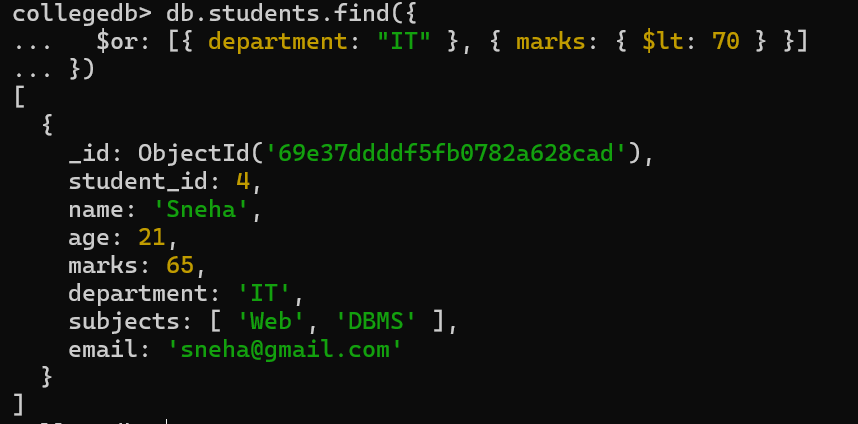 collegedb> db.students.find({
...   $or: [{ department: "IT" }, { marks: { $lt: 70 } }]
... })
[
  {
    _id: ObjectId('69e37ddddf5fb0782a628cad'),
    student_id: 4,
    name: 'Sneha',
    age: 21,
    marks: 65,
    department: 'IT',
    subjects: [ 'Web', 'DBMS' ],
    email: 'sneha@gmail.com'
  }
]